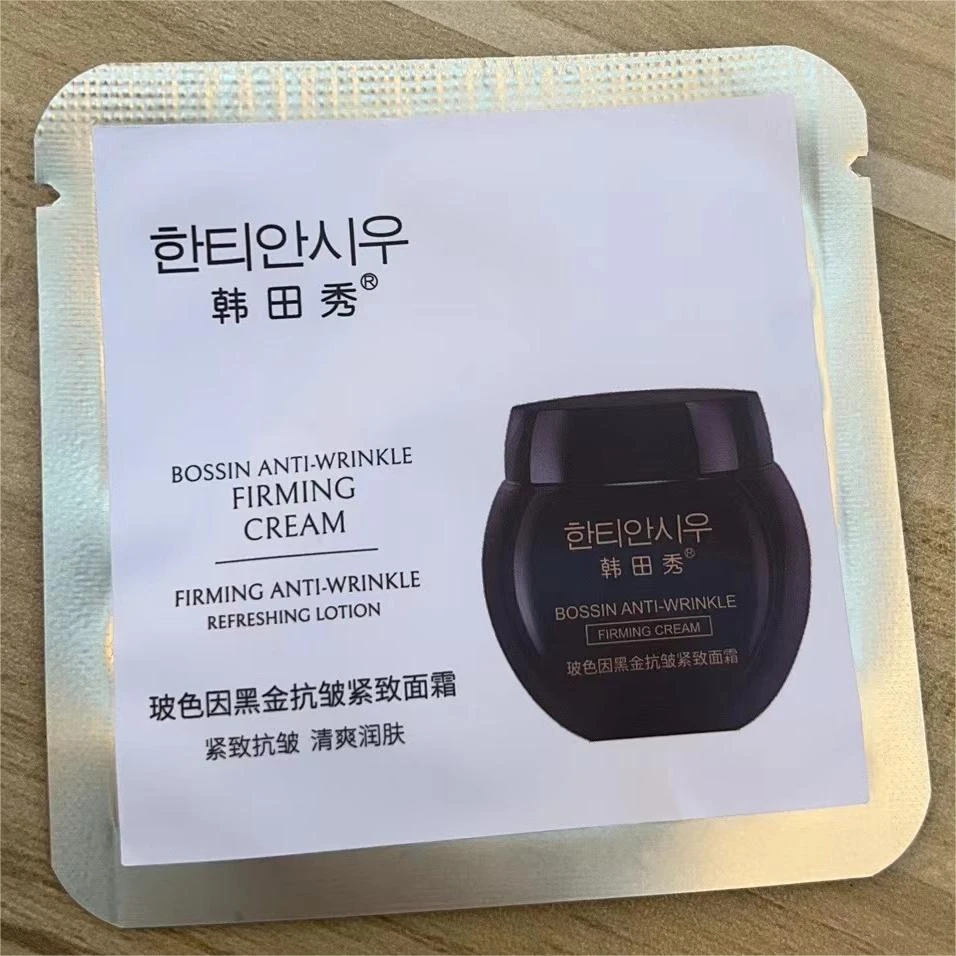 한티안시우
韩田秀®
BOSSIN ANTI-WRINKLE
FIRMING
CREAM
FIRMING ANTI-WRINKLE
REFRESHING LOTION
玻色因黑金抗皱紧致面霜
紧致抗皱 清爽润肤
한티안시우
韩田秀®
BOSSIN ANTI-WRINKLE
FIRMING CREAM
玻色因黑金抗皱紧致面霜